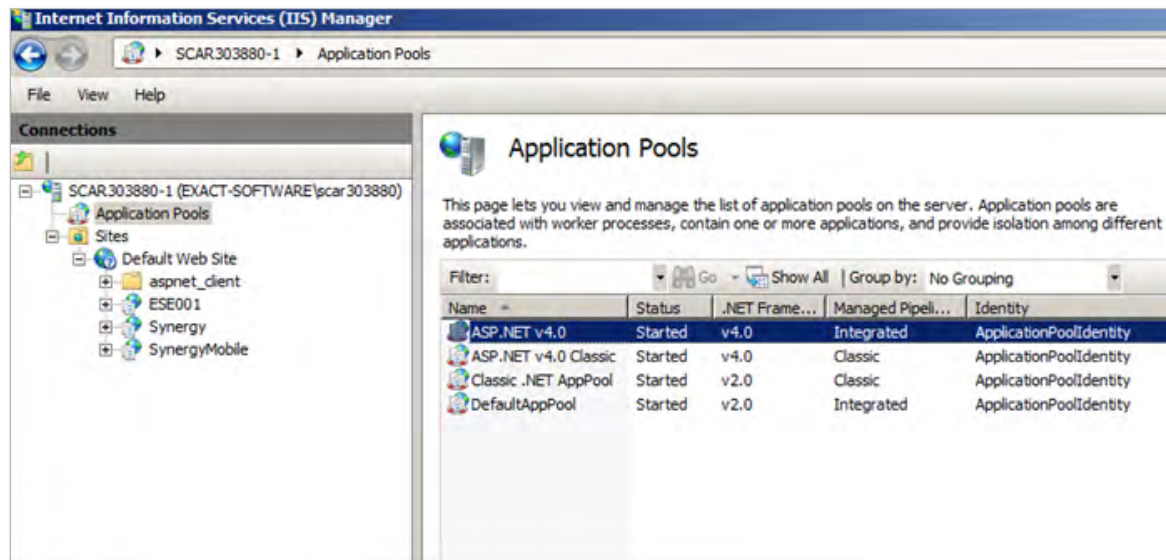 Internet Information Services (IIS) Manager
SCAR303880-1 Application Pools
File View Help
Connections
SCAR303880-1 (EXACT-SOFTWARE\scar303880)
Application Pools
Sites
Default Web Site
aspnet_client
ESE001
Synergy
SynergyMobile
Application Pools
This page lets you view and manage the list of application pools on the server. Application pools are
associated with worker processes, contain one or more applications, and provide isolation among different
applications.
Filter: Go Show All Group by: No Grouping
Name Status .NET Frame... Managed Pipeli... Identity
ASP.NET v4.0 Started v4.0 Integrated ApplicationPoolIdentity
ASP.NET v4.0 Classic Started v4.0 Classic ApplicationPoolIdentity
Classic .NET AppPool Started v2.0 Classic ApplicationPoolIdentity
DefaultAppPool Started v2.0 Integrated ApplicationPoolIdentity